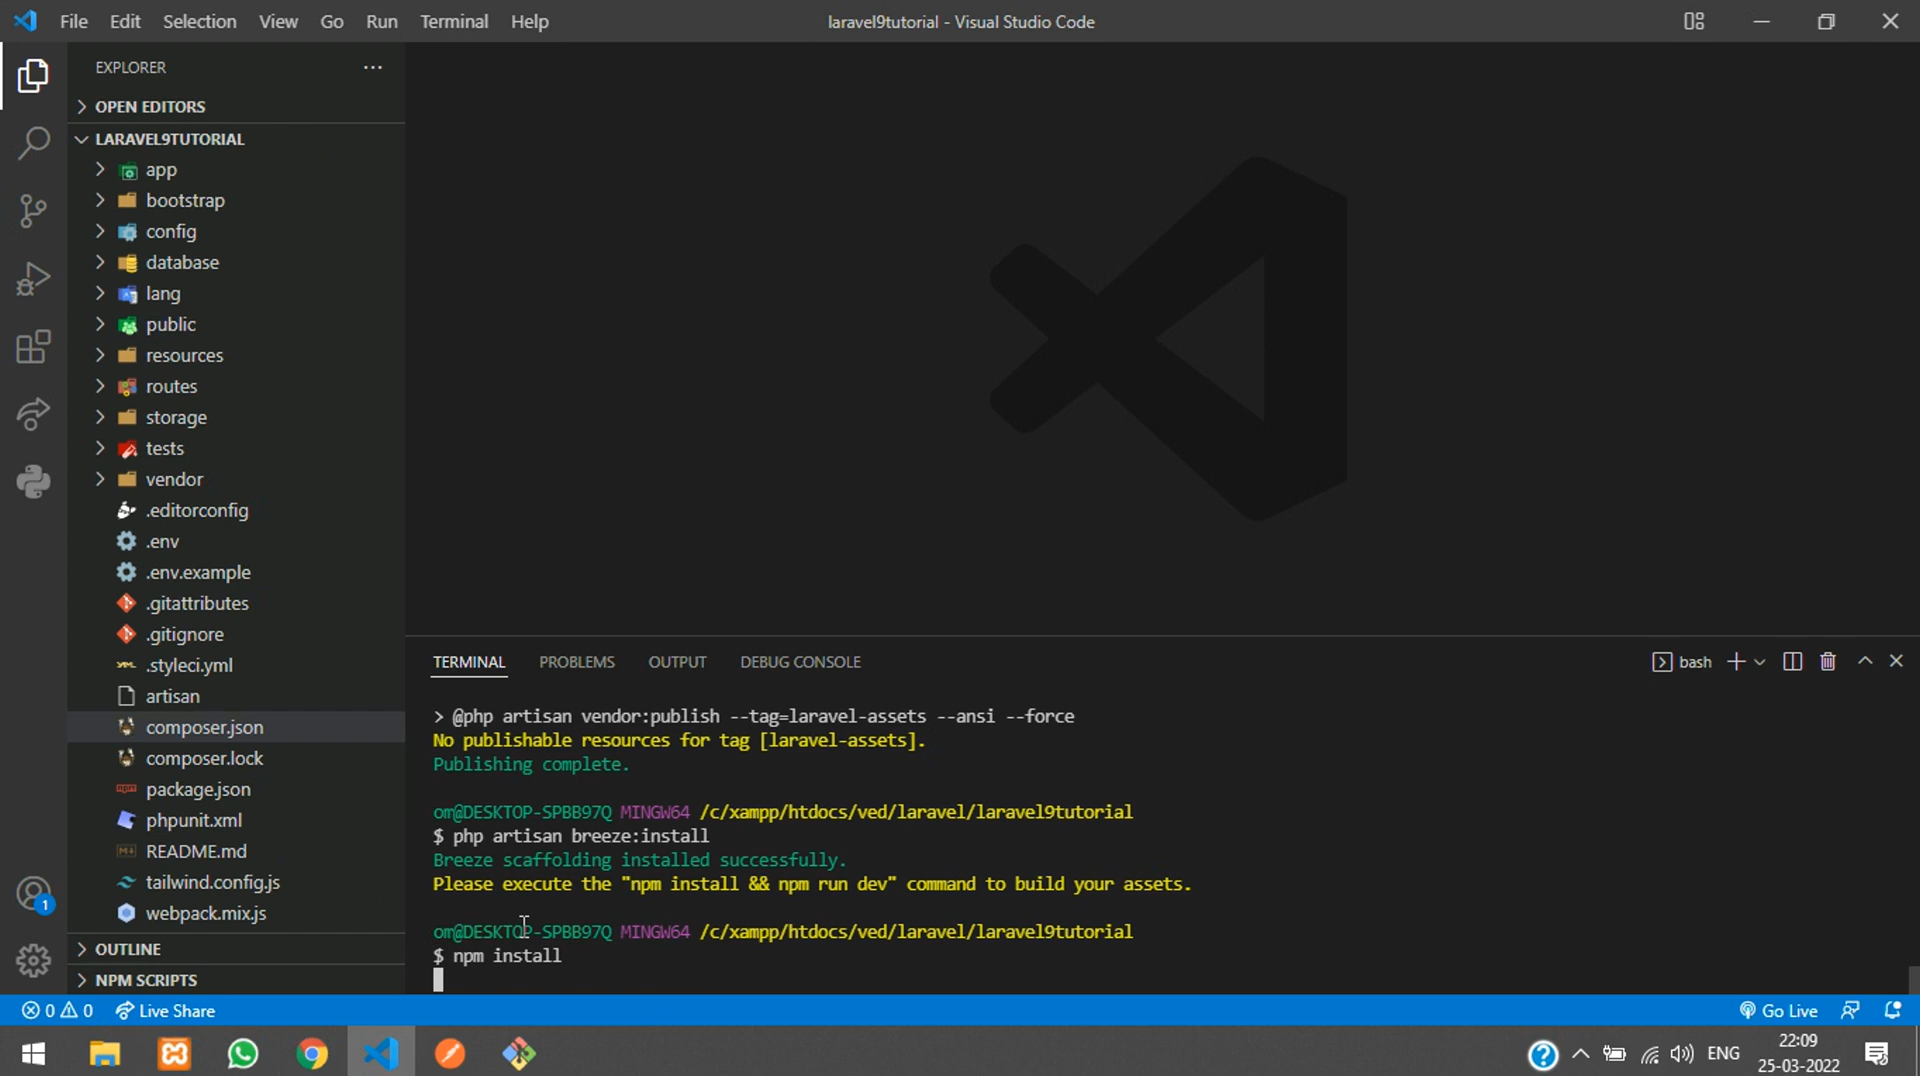 File Edit Selection View Go Run Terminal Help
laravel9tutorial - Visual Studio Code
EXPLORER
OPEN EDITORS
LARAVEL9TUTORIAL
app
bootstrap
config
database
lang
public
resources
routes
storage
tests
vendor
.editorconfig
.env
.env.example
.gitattributes
.gitignore
.styleci.yml
artisan
composer.json
composer.lock
package.json
phpunit.xml
README.md
tailwind.config.js
webpack.mix.js
OUTLINE
NPM SCRIPTS
TERMINAL PROBLEMS OUTPUT DEBUG CONSOLE
bash
> @php artisan vendor:publish --tag=laravel-assets --ansi --force
No publishable resources for tag [laravel-assets].
Publishing complete.
om@DESKTOP-SPBB97Q MINGW64 /c/xampp/htdocs/ved/laravel/laravel9tutorial
$ php artisan breeze:install
Breeze scaffolding installed successfully.
Please execute the "npm install && npm run dev" command to build your assets.
om@DESKTOP-SPBB97Q MINGW64 /c/xampp/htdocs/ved/laravel/laravel9tutorial
$ npm install
1
0 0 Live Share
Go Live
ENG
22:09
25-03-2022